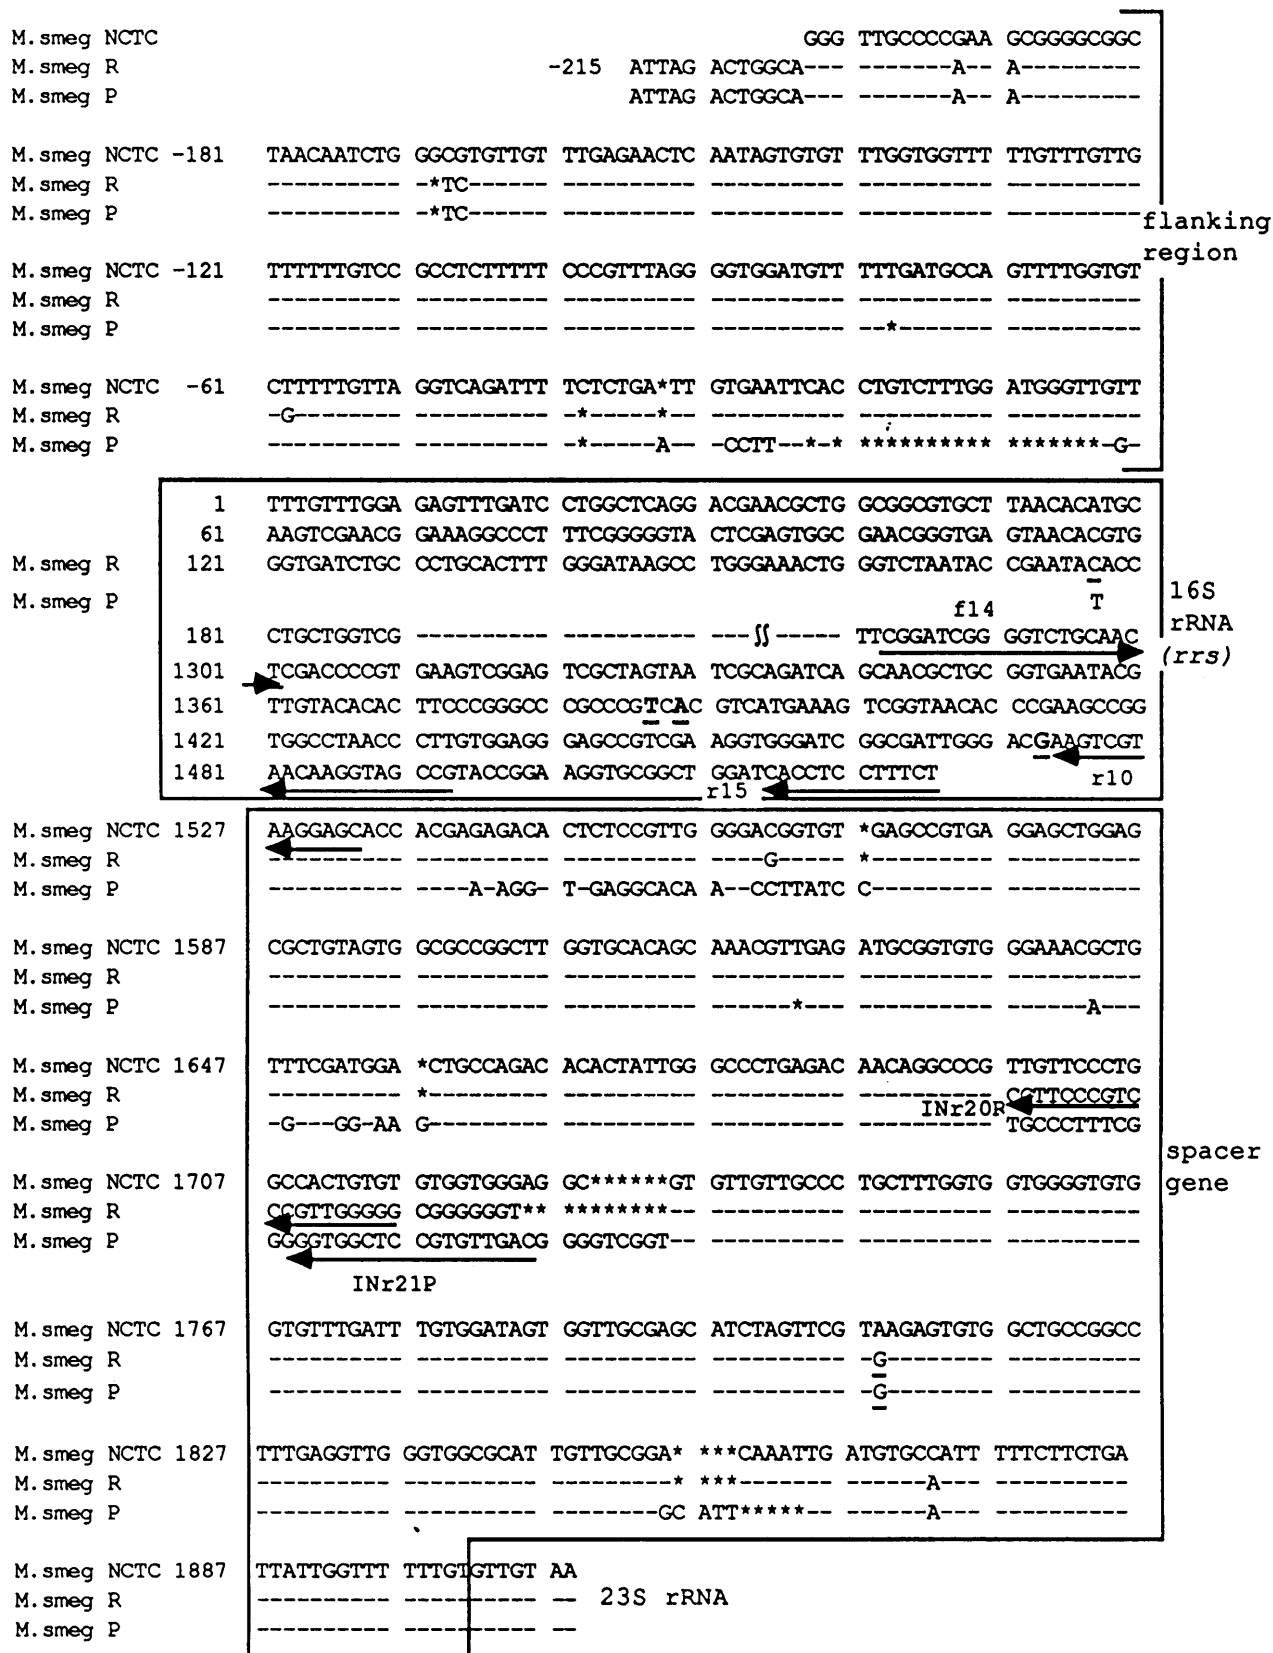 M.smeg NCTC GGG TTGCCCCGAA GCGGGGCGGC
M.smeg R -215 ATTAG ACTGGCA--- -------A-- A---------
M.smeg P ATTAG ACTGGCA--- -------A-- A---------
M.smeg NCTC -181 TAACAATCTG GGCGTGTTGT TTGAGAACTC AATAGTGTGT TTGGTGGTTT TTGTTTGTTG
M.smeg R ---------- -*TC------ ---------- ---------- ---------- ----------
M.smeg P ---------- -*TC------ ---------- ---------- ---------- ----------
flanking
region
M.smeg NCTC -121 TTTTTTGTCC GCCTCTTTTT CCCGTTTAGG GGTGGATGTT TTTGATGCCA GTTTTGGTGT
M.smeg R ---------- ---------- ---------- ---------- ---------- ----------
M.smeg P ---------- ---------- ---------- ---------- --*------- ----------
M.smeg NCTC -61 CTTTTTGTTA GGTCAGATTT TCTCTGA*TT GTGAATTCAC CTGTCTTTGG ATGGGTTGTT
M.smeg R -G-------- ---------- -*-----*-- ---------- ---------- ----------
M.smeg P ---------- ---------- -*-----A-- -CCTT--*-* ********** *******-G-
1 TTTGTTTGGA GAGTTTGATC CTGGCTCAGG ACGAACGCTG GCGGCGTGCT TAACACATGC
61 AAGTCGAACG GAAAGGCCCT TTCGGGGGTA CTCGAGTGGC GAACGGGTGA GTAACACGTG
M.smeg R 121 GGTGATCTGC CCTGCACTTT GGGATAAGCC TGGGAAACTG GGTCTAATAC CGAATACACC
M.smeg P T
16S
rRNA
(rrs)
f14
181 CTGCTGGTCG ---------- ---------- ---ʃʃ----- TTCGGATCGG GGTCTGCAAC
1301 TCGACCCCGT GAAGTCGGAG TCGCTAGTAA TCGCAGATCA GCAACGCTGC GGTGAATACG
1361 TTGTACACAC TTCCCGGGCC CGCCCGTCAC GTCATGAAAG TCGGTAACAC CCGAAGCCGG
1421 TGGCCTAACC CTTGTGGAGG GAGCCGTCGA AGGTGGGATC GGCGATTGGG ACGAAGTCGT
1481 AACAAGGTAG CCGTACCGGA AGGTGCGGCT GGATCACCTC CTTTCT
r10
r15
M.smeg NCTC 1527 AAGGAGCACC ACGAGAGACA CTCTCCGTTG GGGACGGTGT *GAGCCGTGA GGAGCTGGAG
M.smeg R ---------- ---------- ---------- ----G----- *--------- ----------
M.smeg P ---------- ----A-AGG- T-GAGGCACA A--CCTTATC C--------- ----------
M.smeg NCTC 1587 CGCTGTAGTG GCGCCGGCTT GGTGCACAGC AAACGTTGAG ATGCGGTGTG GGAAACGCTG
M.smeg R ---------- ---------- ---------- ---------- ---------- ----------
M.smeg P ---------- ---------- ---------- ------*--- ---------- ------A---
M.smeg NCTC 1647 TTTCGATGGA *CTGCCAGAC ACACTATTGG GCCCTGAGAC AACAGGCCCG TTGTTCCCTG
M.smeg R ---------- *--------- ---------- ---------- ---------- CGTTCCCGTC
INr20R
M.smeg P -G---GG-AA G--------- ---------- ---------- ---------- TGCCCTTTCG
spacer
gene
M.smeg NCTC 1707 GCCACTGTGT GTGGTGGGAG GC******GT GTTGTTGCCC TGCTTTGGTG GTGGGGTGTG
M.smeg R CCGTTGGGGG CGGGGGGT** ********-- ---------- ---------- ----------
M.smeg P GGGGTGGCTC CGTGTTGACG GGGTCGGT-- ---------- ---------- ----------
INr21P
M.smeg NCTC 1767 GTGTTTGATT TGTGGATAGT GGTTGCGAGC ATCTAGTTCG TAAGAGTGTG GCTGCCGGCC
M.smeg R ---------- ---------- ---------- ---------- -G-------- ----------
M.smeg P ---------- ---------- ---------- ---------- -G-------- ----------
M.smeg NCTC 1827 TTTGAGGTTG GGTGGCGCAT TGTTGCGGA* ***CAAATTG ATGTGCCATT TTTCTTCTGA
M.smeg R ---------- ---------- ---------* ***------- -------A-- ----------
M.smeg P ---------- ---------- --------GC ATT*****-- -------A-- ----------
M.smeg NCTC 1887 TTATTGGTTT TTTGTGTTGT AA
M.smeg R ---------- ---------- --
23S rRNA
M.smeg P ---------- ---------- --